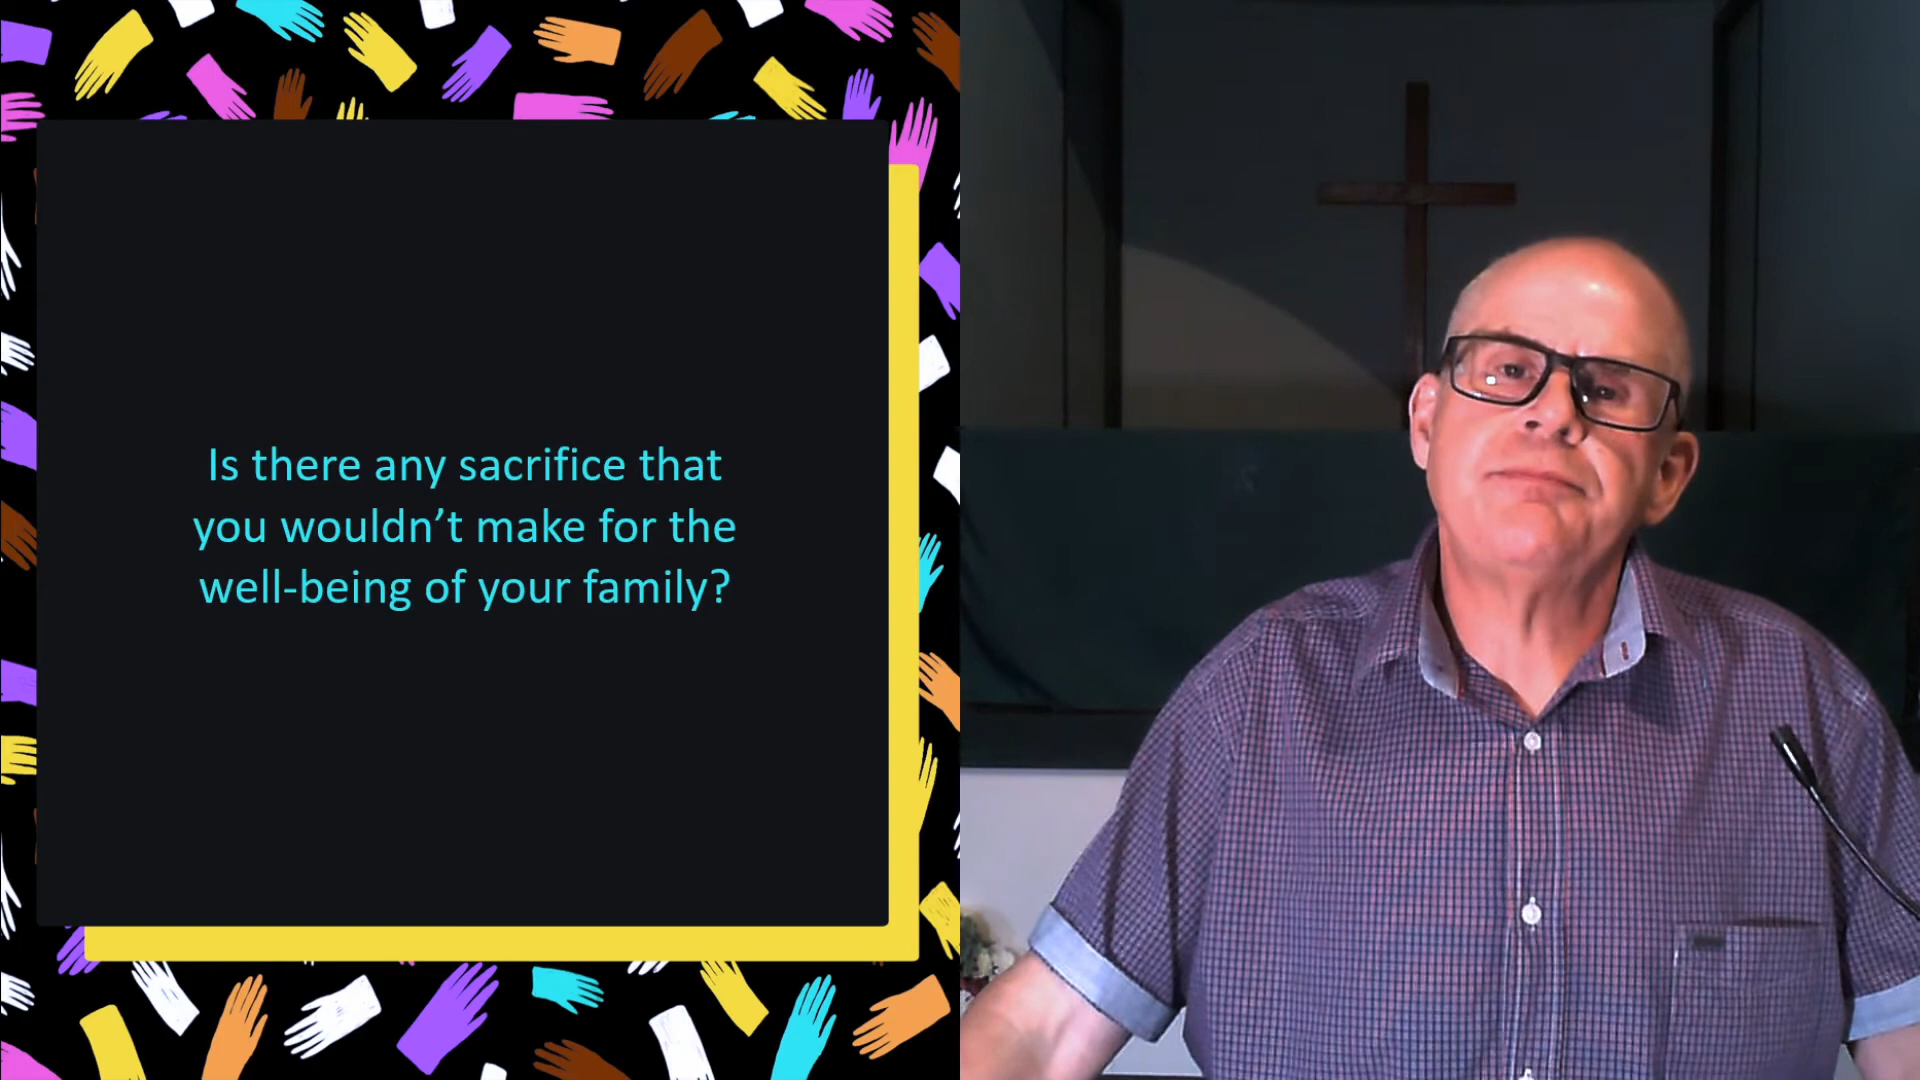 Is there any sacrifice that
you wouldn’t make for the
well-being of your family?